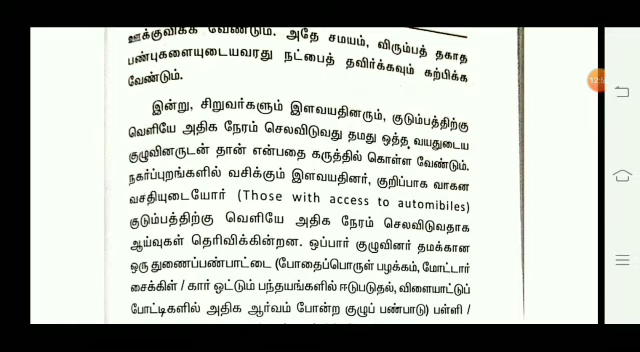 ஊக்குவிக்க வேண்டும். அதே சமயம், விரும்பத் தகாத
பண்புகளையுடையவரது நட்பைத் தவிர்க்கவும் கற்பிக்க
வேண்டும்.
இன்று, சிறுவர்களும் இளவயதினரும், குடும்பத்திற்கு
வெளியே அதிக நேரம் செலவிடுவது தமது ஒத்த வயதுடைய
குழுவினருடன் தான் என்பதை கருத்தில் கொள்ள வேண்டும்.
நகர்ப்புறங்களில் வசிக்கும் இளவயதினர், குறிப்பாக வாகன
வசதியுடையோர் (Those with access to automibiles)
குடும்பத்திற்கு வெளியே அதிக நேரம் செலவிடுவதாக
ஆய்வுகள் தெரிவிக்கின்றன. ஒப்பார் குழுவினர் தமக்கான
ஒரு துணைப்பண்பாட்டை (போதைப்பொருள் பழக்கம், மோட்டார்
சைக்கிள் / கார் ஓட்டும் பந்தயங்களில் ஈடுபடுதல், விளையாட்டுப்
போட்டிகளில் அதிக ஆர்வம் போன்ற குழுப் பண்பாடு) பள்ளி /